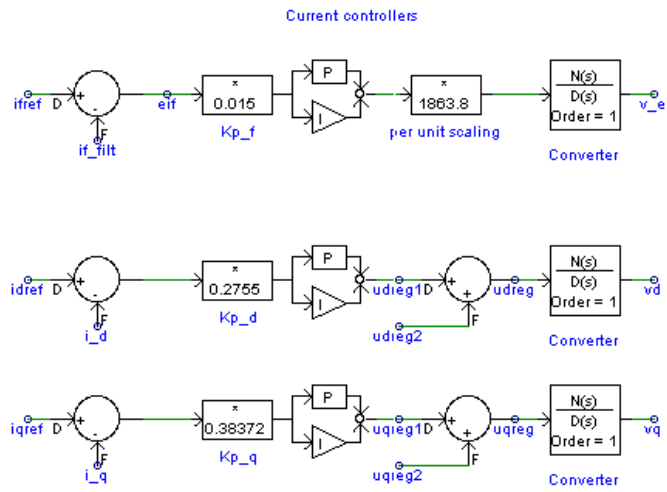 Current controllers
ifref D + - F if_filt
eif
* 0.015
Kp_f
P
I
* 1863.8
per unit scaling
N(s)
D(s)
Order = 1
Converter
v_e
idref D + - F i_d
* 0.2755
Kp_d
P
I
udreg1 D + + F
udreg2
udreg
N(s)
D(s)
Order = 1
Converter
vd
iqref D + - F i_q
* 0.38372
Kp_q
P
I
uqreg1 D + + F
uqreg2
uqreg
N(s)
D(s)
Order = 1
Converter
vq